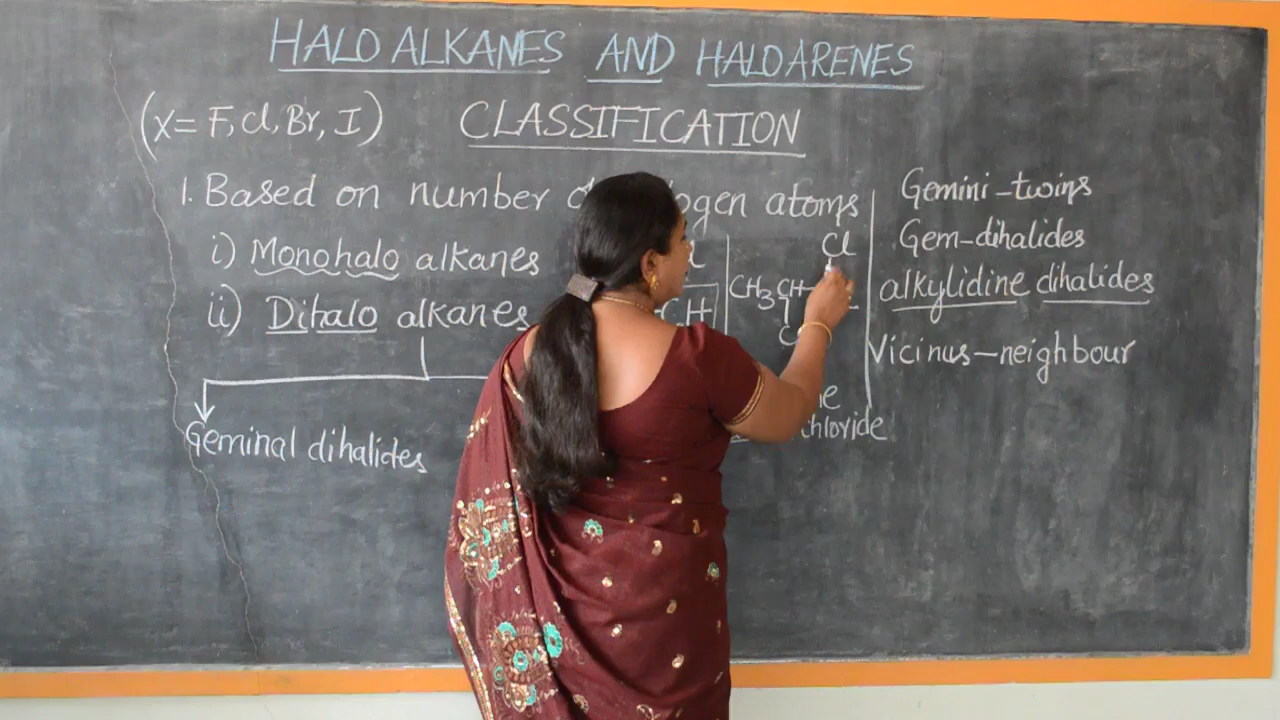 HALO ALKANES AND HALOARENES
(X= F, Cl, Br, I) CLASSIFICATION
1. Based on number atoms
i) Monohalo alkanes
ii) Dihalo alkanes
Geminal dihalides
Cl
CH3 CH
Gemini - twins
Gem-dihalides
alkylidine dihalides
Vicinus - neighbour